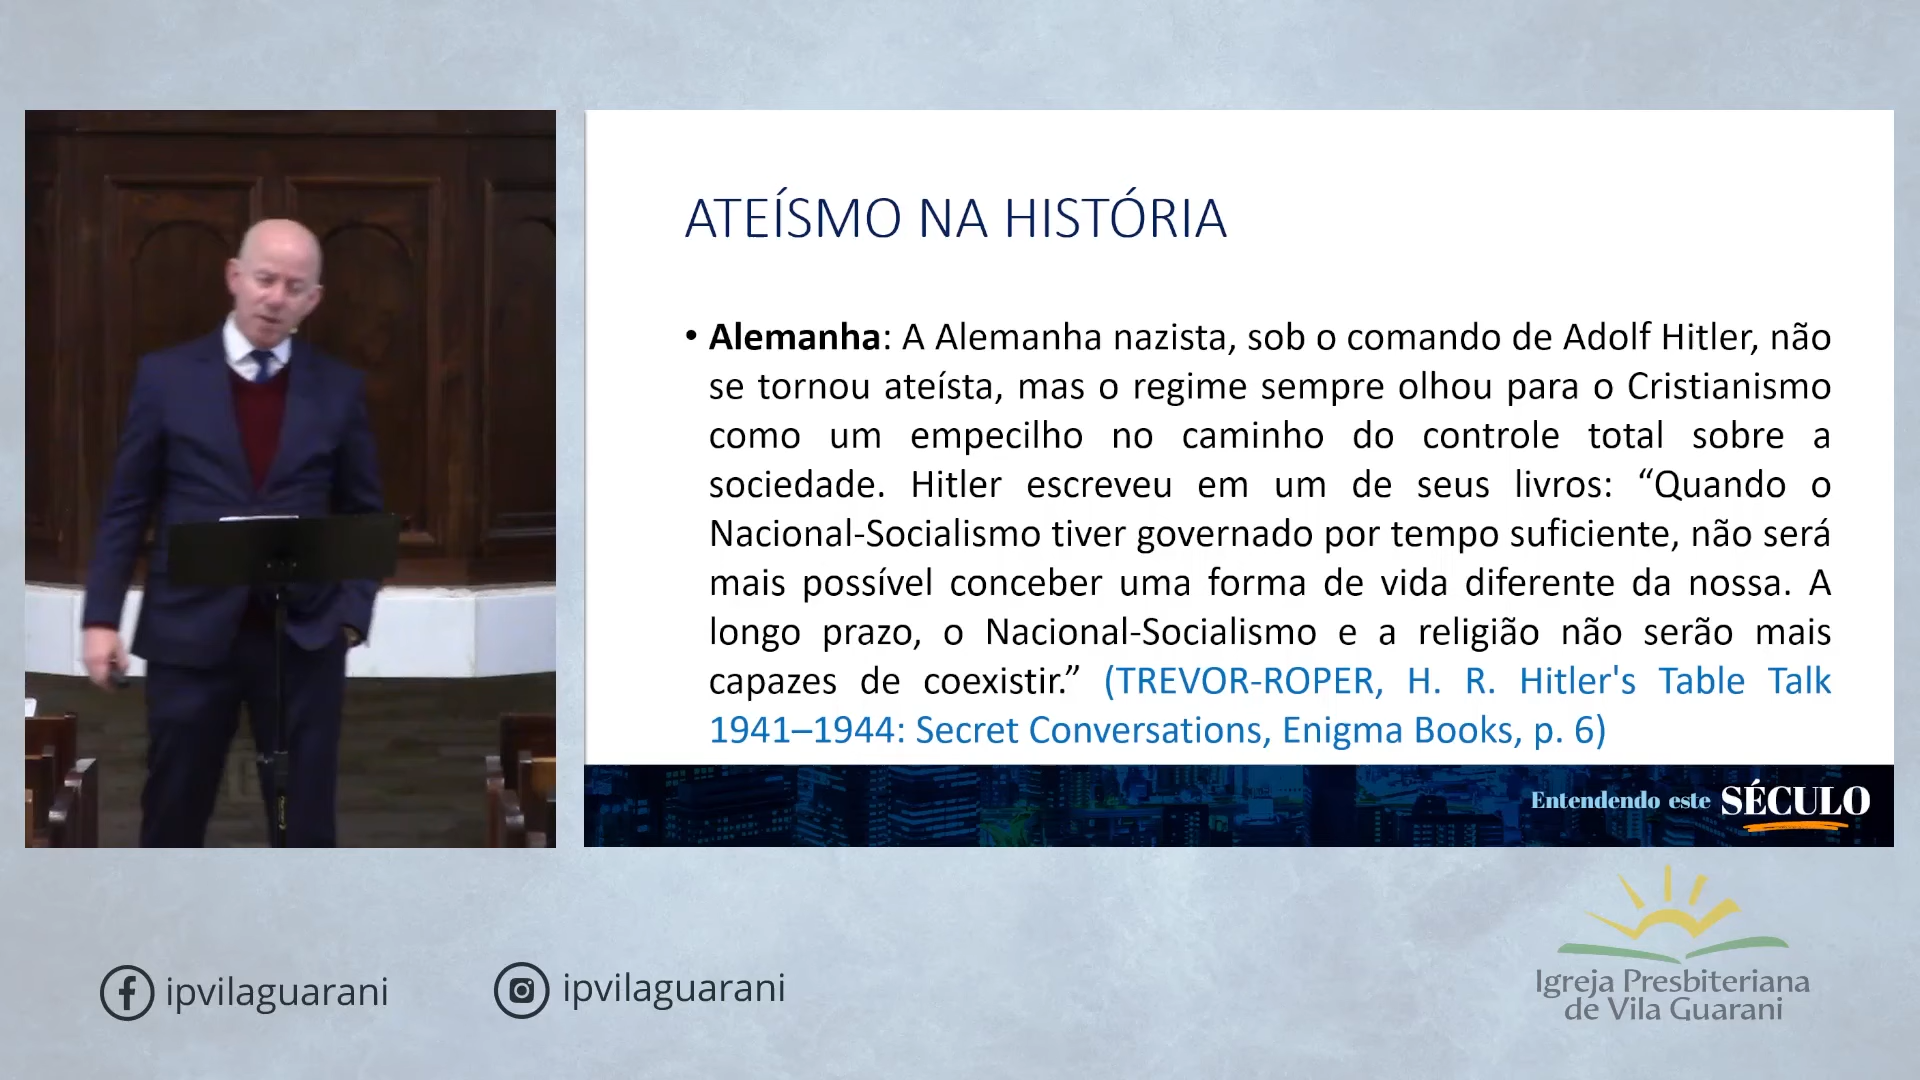 ATEÍSMO NA HISTÓRIA
• Alemanha: A Alemanha nazista, sob o comando de Adolf Hitler, não
se tornou ateísta, mas o regime sempre olhou para o Cristianismo
como um empecilho no caminho do controle total sobre a
sociedade. Hitler escreveu em um de seus livros: “Quando o
Nacional-Socialismo tiver governado por tempo suficiente, não será
mais possível conceber uma forma de vida diferente da nossa. A
longo prazo, o Nacional-Socialismo e a religião não serão mais
capazes de coexistir.” (TREVOR-ROPER, H. R. Hitler's Table Talk
1941–1944: Secret Conversations, Enigma Books, p. 6)
Entendendo este SÉCULO
ipvilaguarani
ipvilaguarani
Igreja Presbiteriana
de Vila Guarani